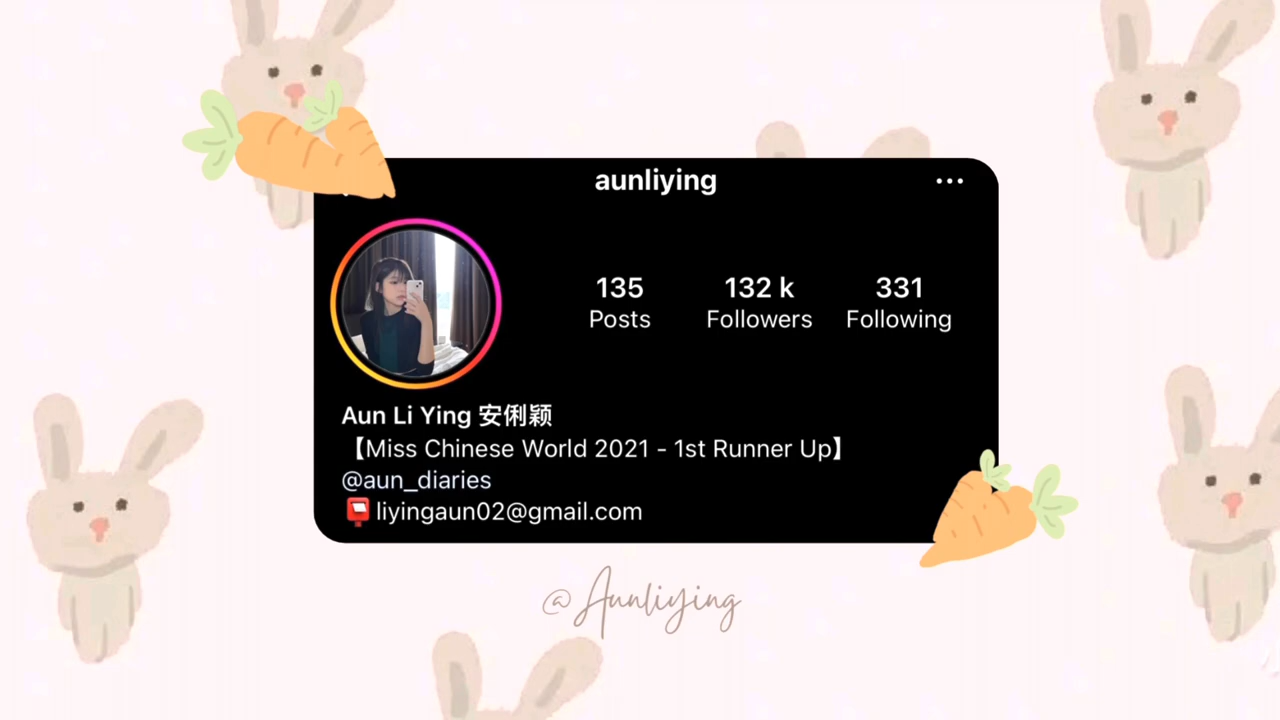 aunliying
135 132 k 331
Posts Followers Following
Aun Li Ying 安俐颖
【Miss Chinese World 2021 - 1st Runner Up】
@aun_diaries
liyingaun02@gmail.com
@Aunliying